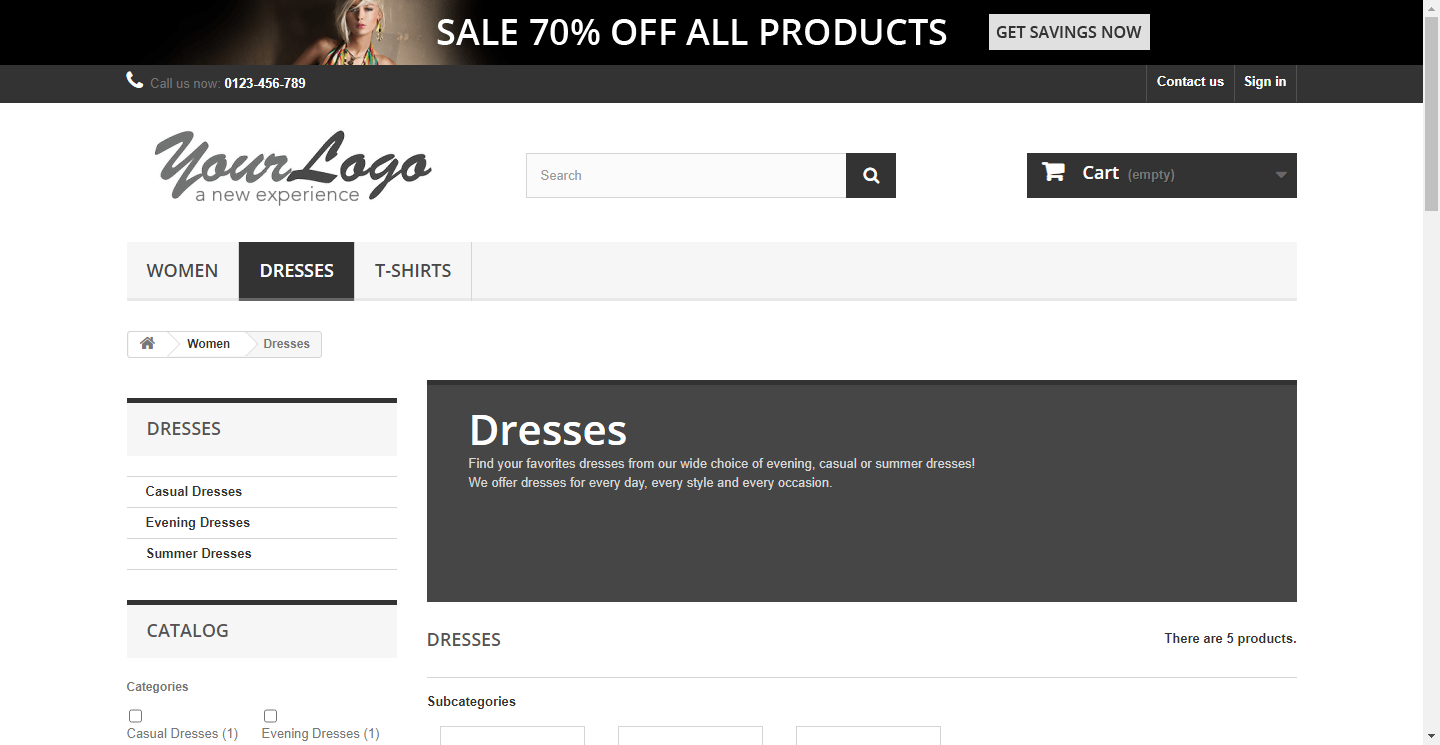 SALE 70% OFF ALL PRODUCTS
GET SAVINGS NOW
Call us now: 0123-456-789
Contact us
Sign in
YourLogo
a new experience
Search
Cart (empty)
WOMEN
DRESSES
T-SHIRTS
Women
Dresses
DRESSES
Casual Dresses
Evening Dresses
Summer Dresses
CATALOG
Categories
Casual Dresses (1)
Evening Dresses (1)
Dresses
Find your favorites dresses from our wide choice of evening, casual or summer dresses!
We offer dresses for every day, every style and every occasion.
DRESSES
There are 5 products.
Subcategories